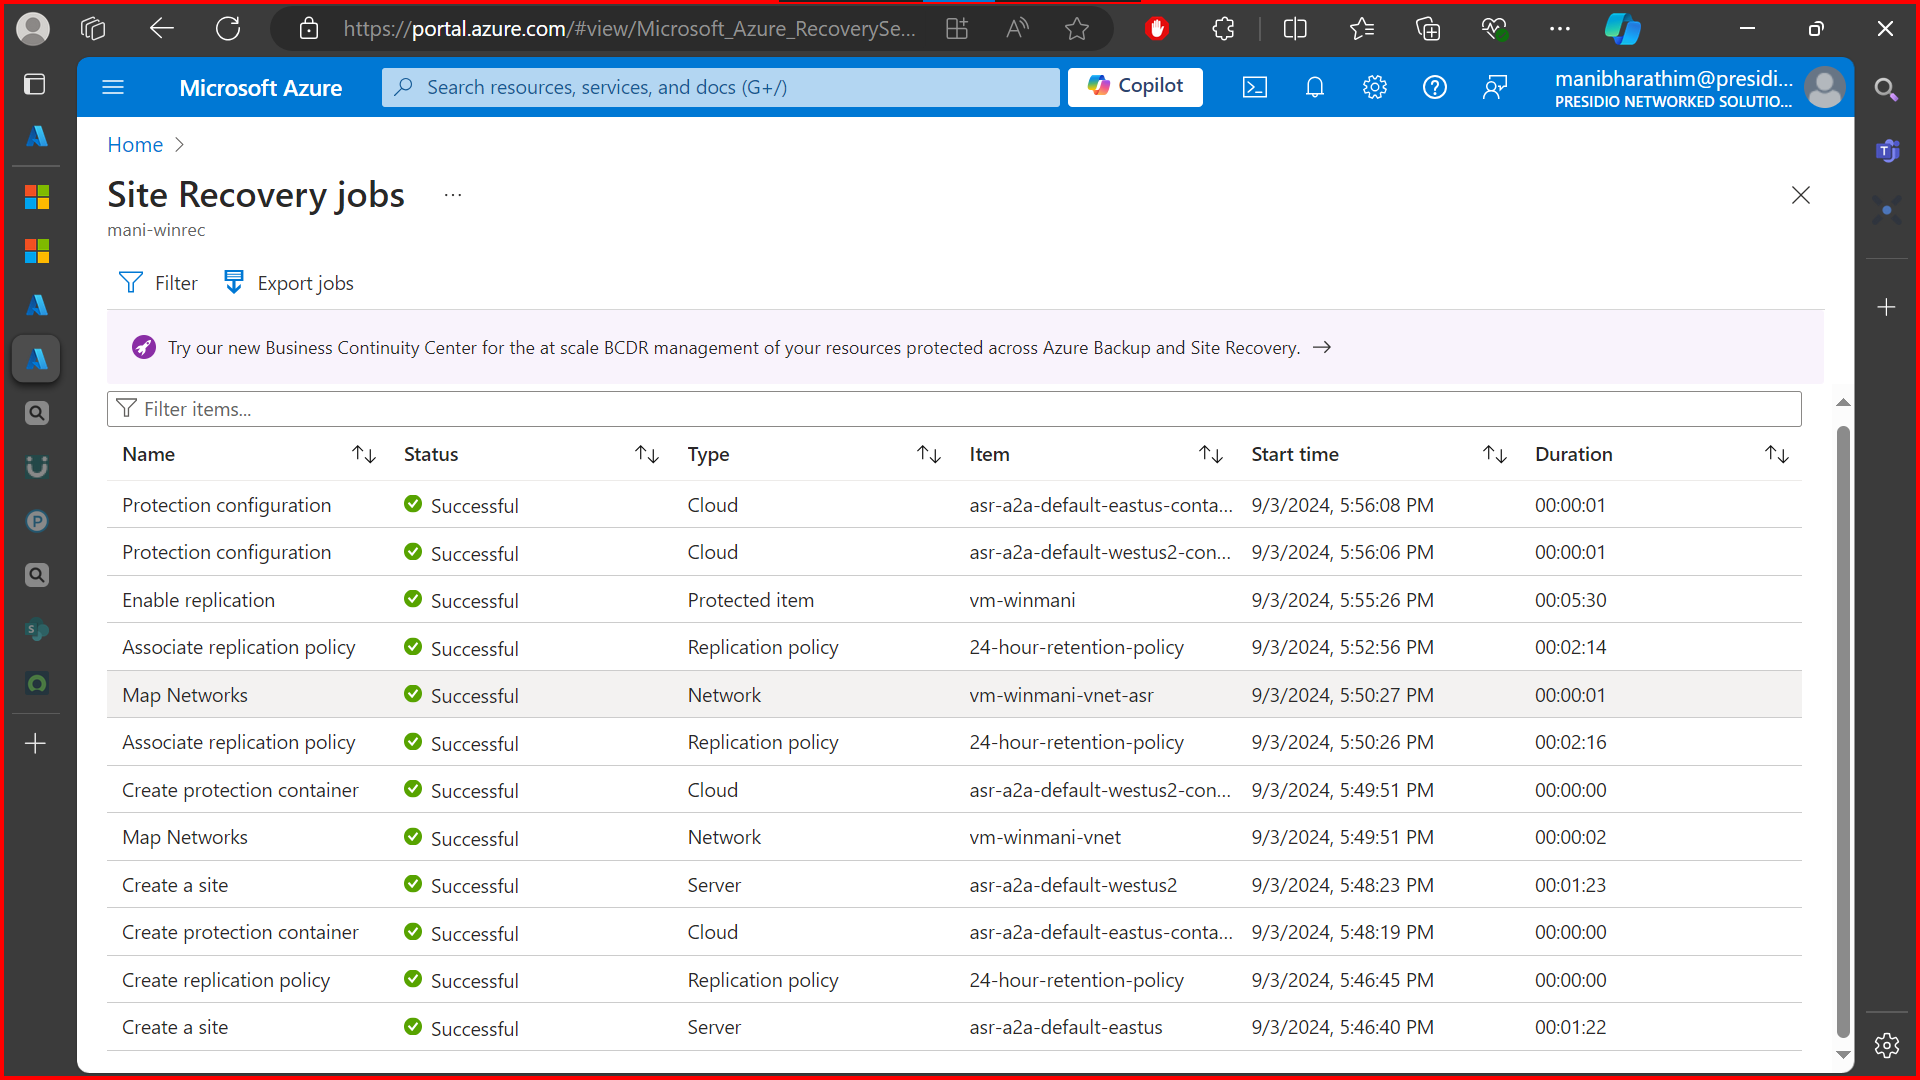 https://portal.azure.com/#view/Microsoft_Azure_RecoverySe...
Microsoft Azure
Search resources, services, and docs (G+/)
Copilot
manibharathim@presidi...
PRESIDIO NETWORKED SOLUTIO...
Home
Site Recovery jobs ...
mani-winrec
Filter
Export jobs
Try our new Business Continuity Center for the at scale BCDR management of your resources protected across Azure Backup and Site Recovery. →
Filter items...
Name Status Type Item Start time Duration
Protection configuration Successful Cloud asr-a2a-default-eastus-conta... 9/3/2024, 5:56:08 PM 00:00:01
Protection configuration Successful Cloud asr-a2a-default-westus2-con... 9/3/2024, 5:56:06 PM 00:00:01
Enable replication Successful Protected item vm-winmani 9/3/2024, 5:55:26 PM 00:05:30
Associate replication policy Successful Replication policy 24-hour-retention-policy 9/3/2024, 5:52:56 PM 00:02:14
Map Networks Successful Network vm-winmani-vnet-asr 9/3/2024, 5:50:27 PM 00:00:01
Associate replication policy Successful Replication policy 24-hour-retention-policy 9/3/2024, 5:50:26 PM 00:02:16
Create protection container Successful Cloud asr-a2a-default-westus2-con... 9/3/2024, 5:49:51 PM 00:00:00
Map Networks Successful Network vm-winmani-vnet 9/3/2024, 5:49:51 PM 00:00:02
Create a site Successful Server asr-a2a-default-westus2 9/3/2024, 5:48:23 PM 00:01:23
Create protection container Successful Cloud asr-a2a-default-eastus-conta... 9/3/2024, 5:48:19 PM 00:00:00
Create replication policy Successful Replication policy 24-hour-retention-policy 9/3/2024, 5:46:45 PM 00:00:00
Create a site Successful Server asr-a2a-default-eastus 9/3/2024, 5:46:40 PM 00:01:22